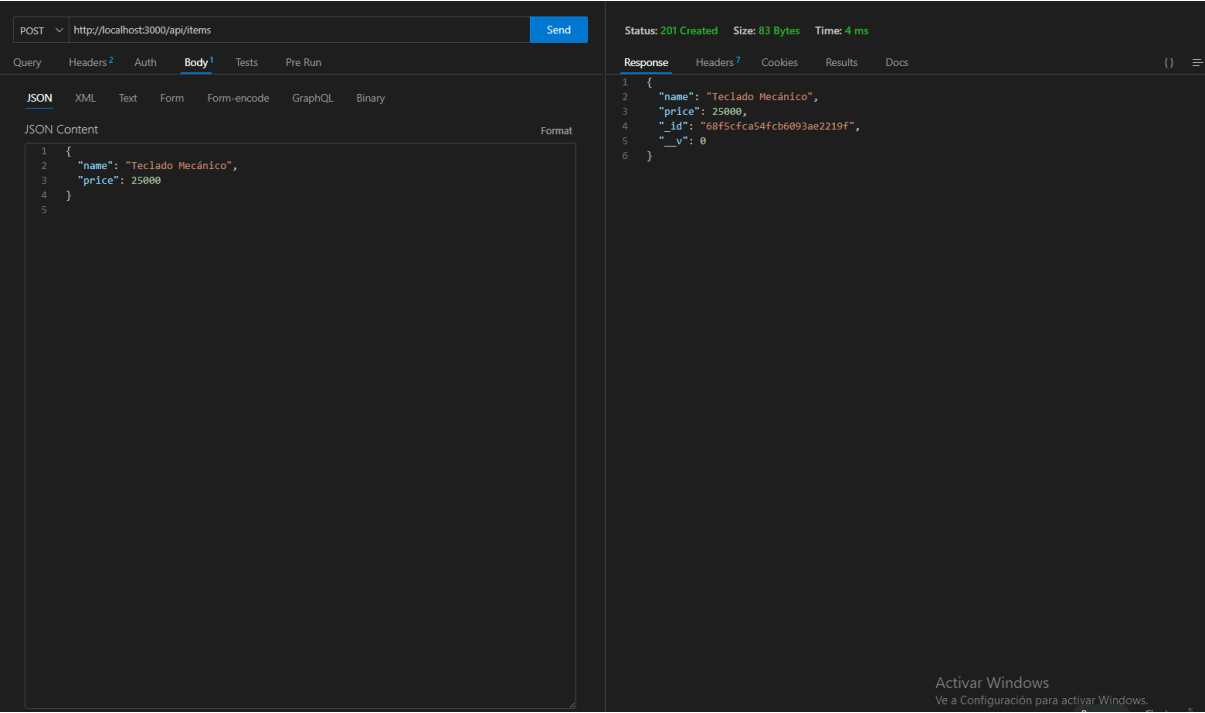 POST http://localhost:3000/api/items Send
Query Headers 2 Auth Body 1 Tests Pre Run
JSON XML Text Form Form-encode GraphQL Binary
JSON Content Format
1 {
2 "name": "Teclado Mecánico",
3 "price": 25000
4 }
5
Status: 201 Created Size: 83 Bytes Time: 4 ms
Response Headers 7 Cookies Results Docs {}
1 {
2 "name": "Teclado Mecánico",
3 "price": 25000,
4 "_id": "68f5cfca54fcb6093ae2219f",
5 "__v": 0
6 }
Activar Windows
Ve a Configuración para activar Windows.